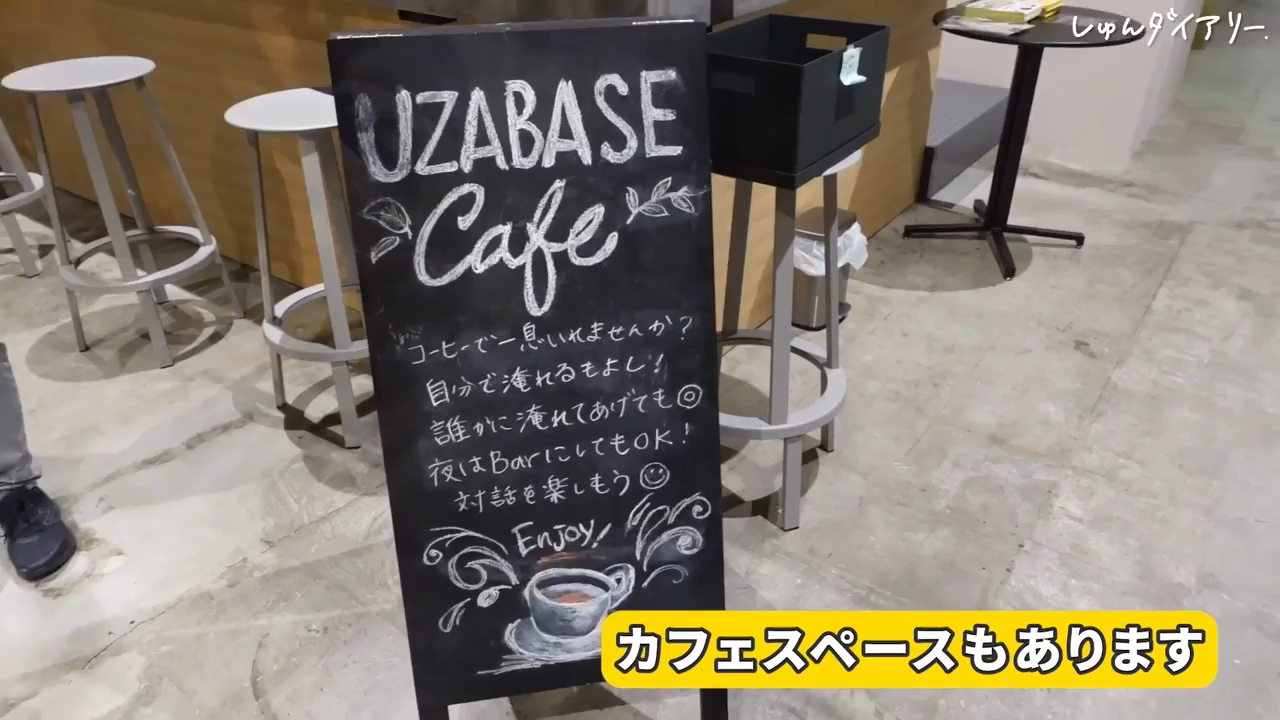 しゅんダイアリー.
UZABASE
Cafe
コーヒーで一息いれませんか?
自分で淹れるもよし!
誰かに淹れてあげても◎
夜はBarにしてもOK!
対話を楽しもう☺
Enjoy!
カフェスペースもあります